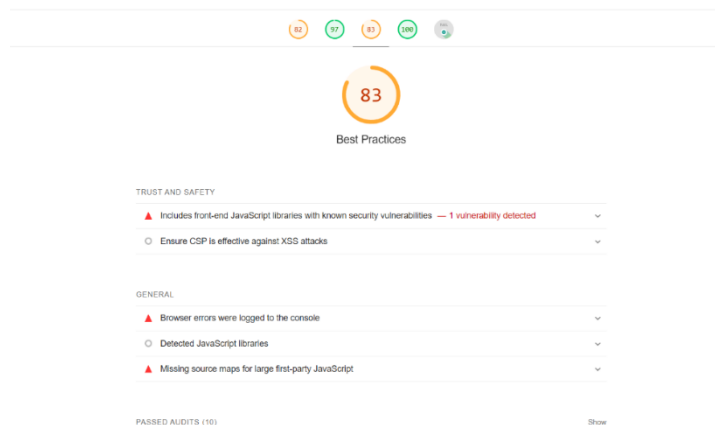 82 97 83 100
83
Best Practices
TRUST AND SAFETY
Includes front-end JavaScript libraries with known security vulnerabilities — 1 vulnerability detected
Ensure CSP is effective against XSS attacks
GENERAL
Browser errors were logged to the console
Detected JavaScript libraries
Missing source maps for large first-party JavaScript
PASSED AUDITS (10) Show